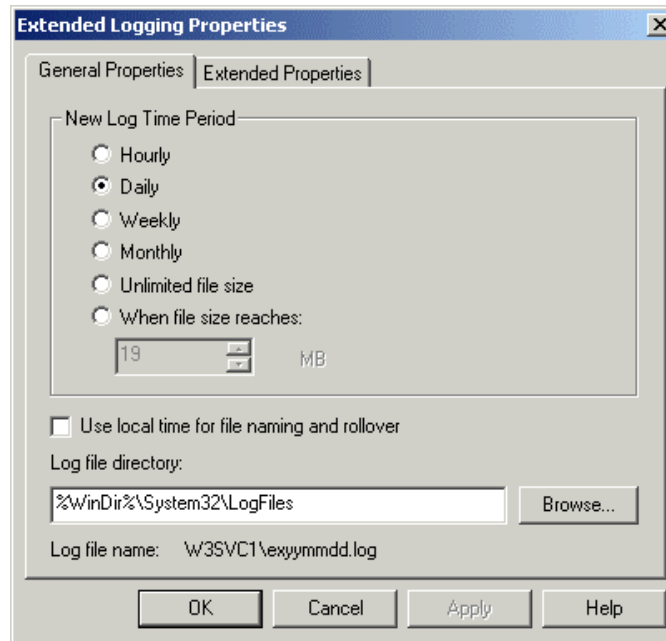 Extended Logging Properties
General Properties
Extended Properties
New Log Time Period
Hourly
Daily
Weekly
Monthly
Unlimited file size
When file size reaches:
19 MB
Use local time for file naming and rollover
Log file directory:
%WinDir%\System32\LogFiles
Browse...
Log file name: W3SVC1\exyymmdd.log
OK Cancel Apply Help